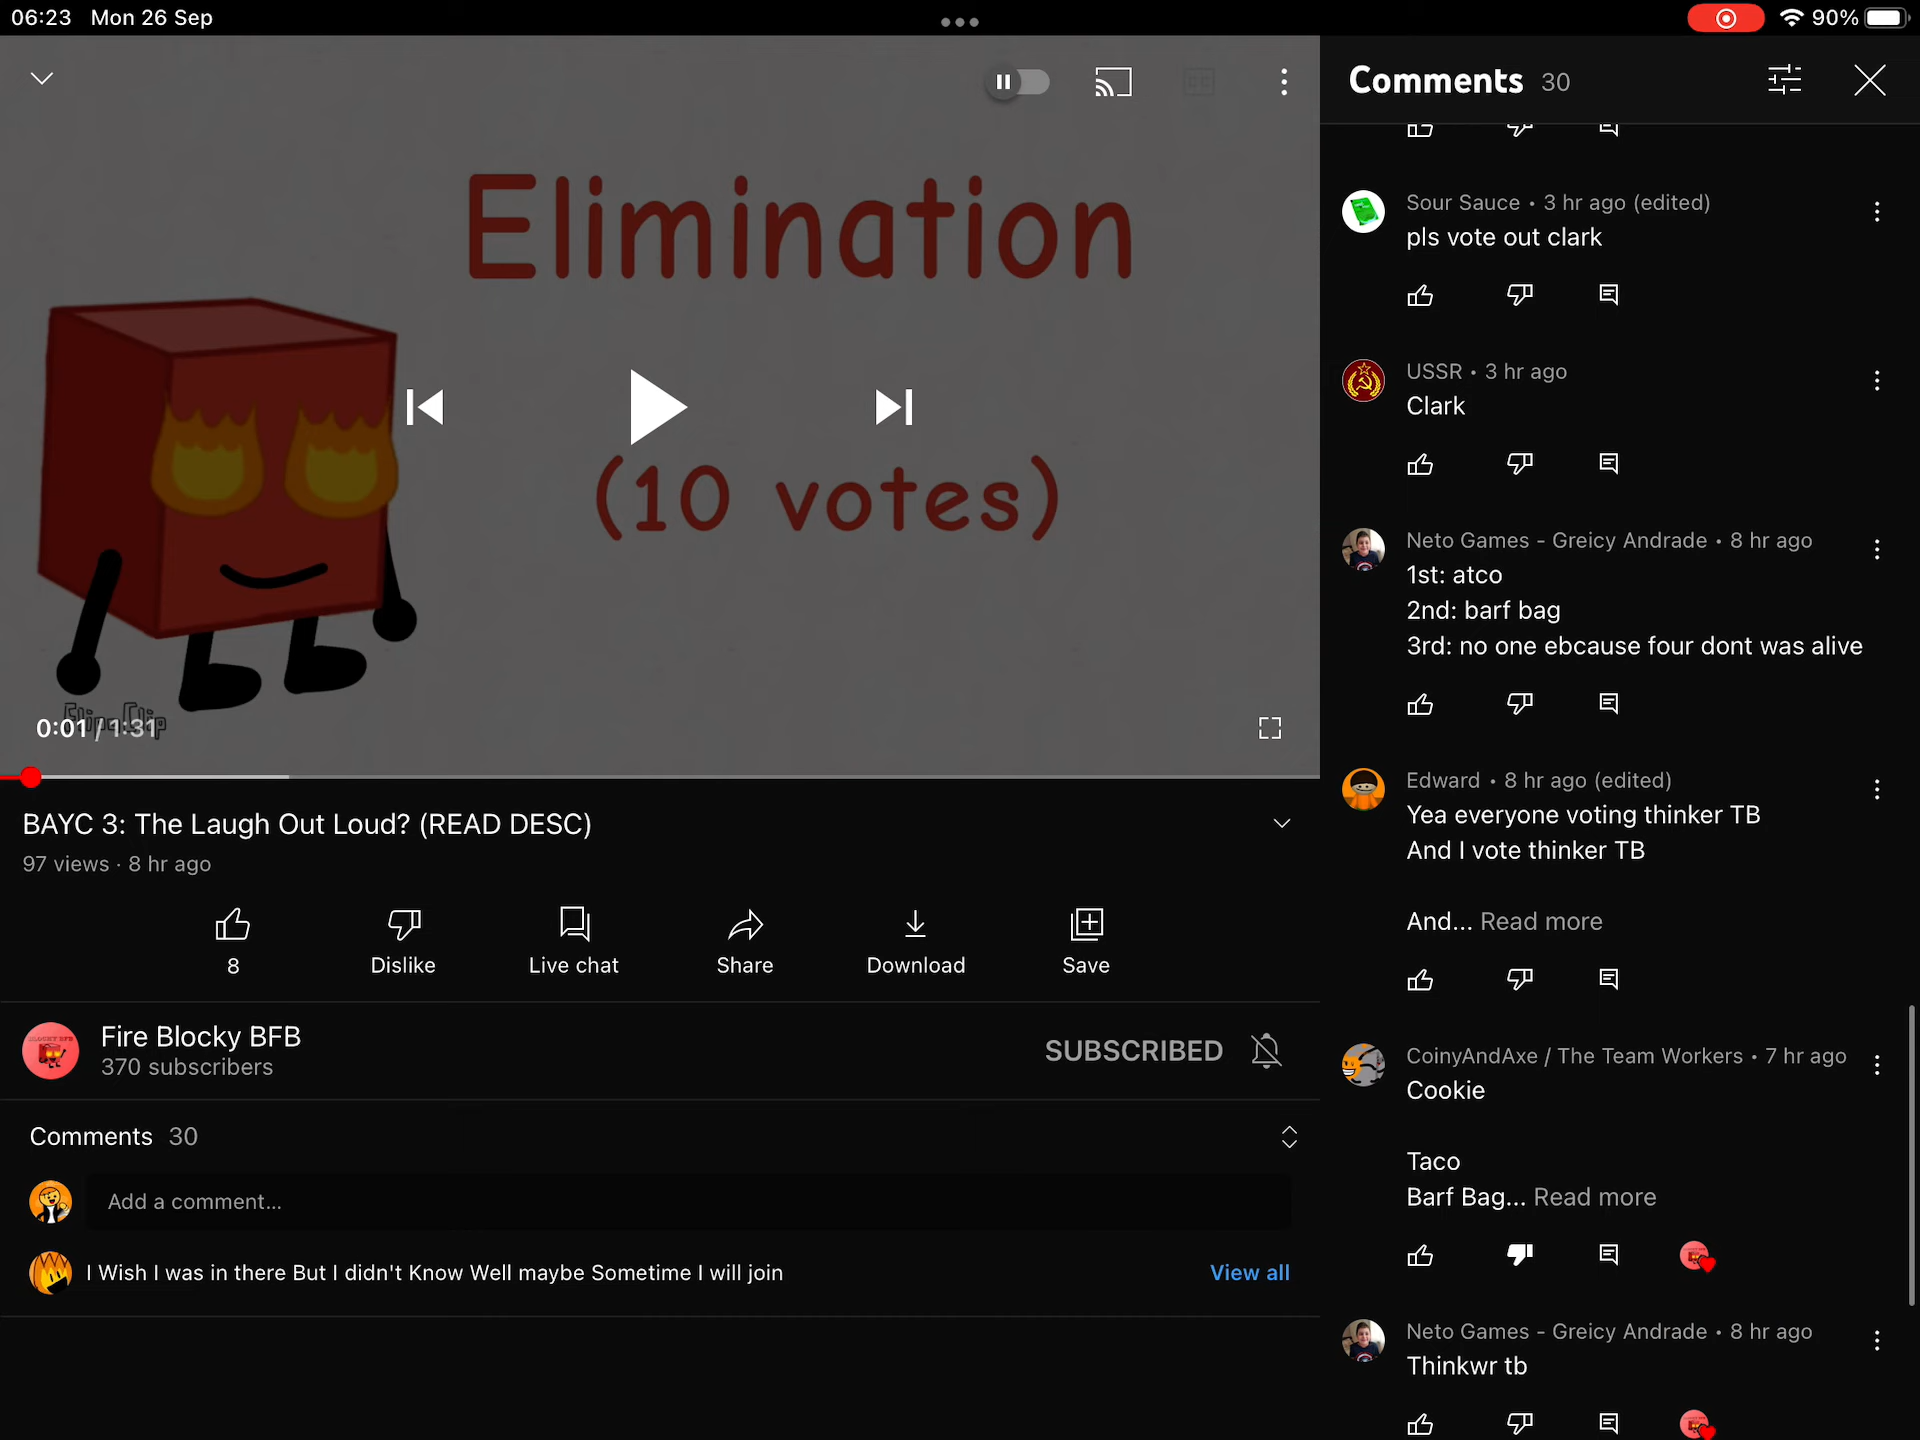 06:23 Mon 26 Sep
90%
Elimination
(10 votes)
FlipaClip
0:01 / 1:31
BAYC 3: The Laugh Out Loud? (READ DESC)
97 views · 8 hr ago
8
Dislike
Live chat
Share
Download
Save
Fire Blocky BFB
370 subscribers
SUBSCRIBED
Comments 30
Add a comment...
I Wish I was in there But I didn't Know Well maybe Sometime I will join
View all
Comments 30
Sour Sauce • 3 hr ago (edited)
pls vote out clark
USSR • 3 hr ago
Clark
Neto Games - Greicy Andrade • 8 hr ago
1st: atco
2nd: barf bag
3rd: no one ebcause four dont was alive
Edward • 8 hr ago (edited)
Yea everyone voting thinker TB
And I vote thinker TB
And... Read more
CoinyAndAxe / The Team Workers • 7 hr ago
Cookie
Taco
Barf Bag... Read more
Neto Games - Greicy Andrade • 8 hr ago
Thinkwr tb